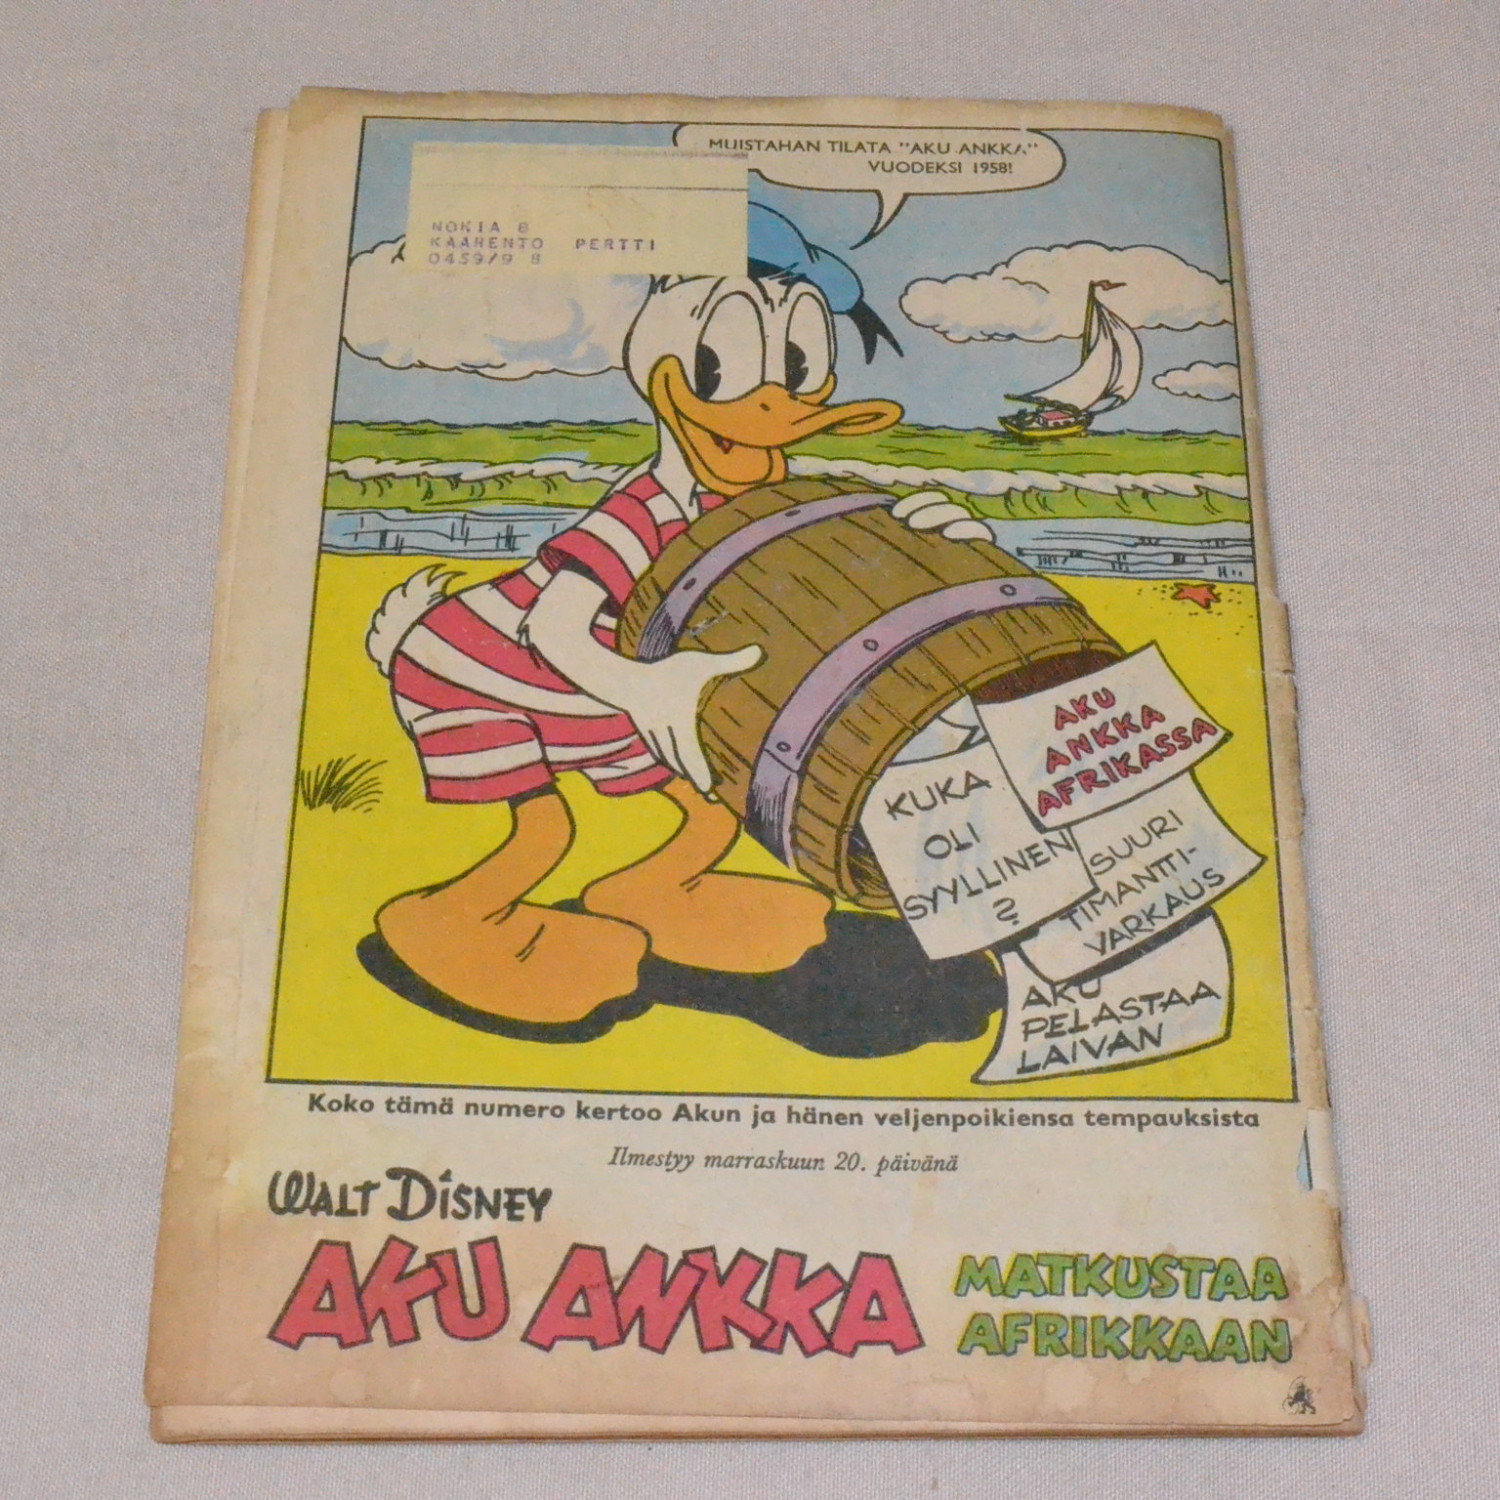 MUISTAHAN TILATA "AKU ANKKA"
VUODEKSI 1958!
NOKIA 8
KAARENTO PERTTI
0459/9 8
AKU
ANKKA
AFRIKASSA
KUKA
OLI
SYYLLINEN
?
SUURI
TIMANTTI-
VARKAUS
AKU
PELASTAA
LAIVAN
Koko tämä numero kertoo Akun ja hänen veljenpoikiensa tempauksista
Ilmestyy marraskuun 20. päivänä
WALT DISNEY
AKU ANKKA
MATKUSTAA
AFRIKKAAN